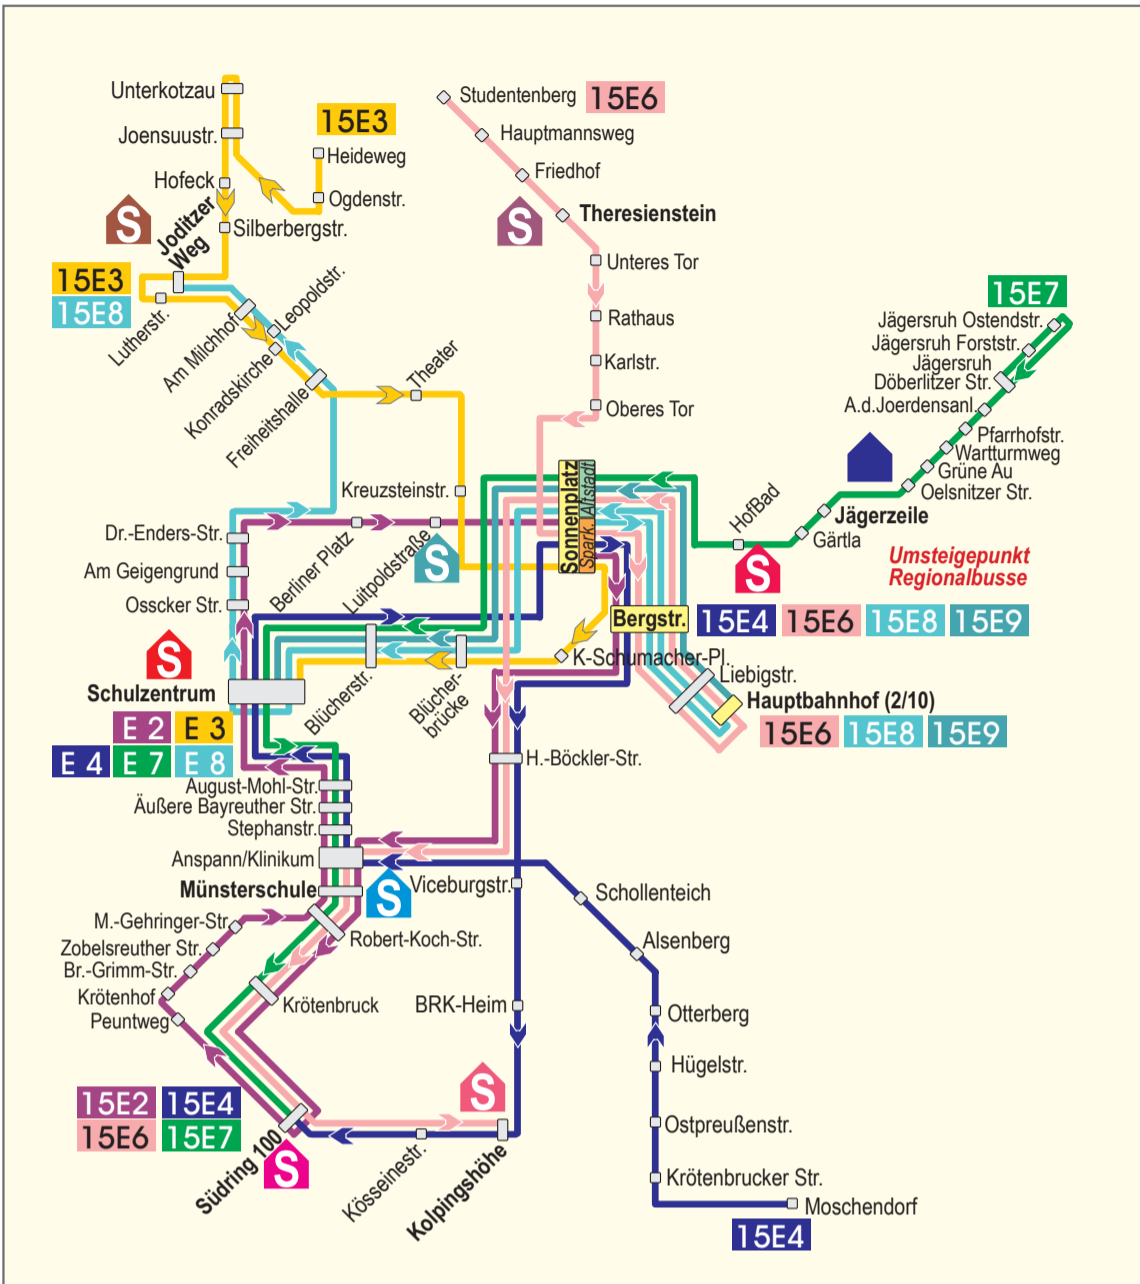 Unterkotzau
Joensuustr.
15E3
Heideweg
Hofeck
Ogdenstr.
S
Joditzer
Weg
Silberbergstr.
15E3
15E8
Lutherstr.
Am Milchhof
Leopoldstr.
Konradskirche
Freiheitshalle
Theater
Studentenberg
15E6
Hauptmannsweg
Friedhof
S
Theresienstein
Unteres Tor
Rathaus
Karlstr.
Oberes Tor
15E7
Jägersruh Ostendstr.
Jägersruh Forststr.
Jägersruh
Döberlitzer Str.
A.d.Joerdensanl.
Pfarrhofstr.
Wartturmweg
Grüne Au
Oelsnitzer Str.
Jägerzeile
Gärtla
HofBad
S
Umsteigepunkt
Regionalbusse
Kreuzsteinstr.
Sonnenplatz
Altstadt
Spark.
Dr.-Enders-Str.
Am Geigengrund
Osscker Str.
Berliner Platz
Luitpoldstraße
S
Bergstr.
15E4
15E6
15E8
15E9
K-Schumacher-Pl.
Liebigstr.
Hauptbahnhof (2/10)
15E6
15E8
15E9
S
Schulzentrum
E 2
E 3
E 4
E 7
E 8
Blücherstr.
Blücher-
brücke
H.-Böckler-Str.
August-Mohl-Str.
Äußere Bayreuther Str.
Stephanstr.
Anspann/Klinikum
Münsterschule
S
Viceburgstr.
Schollenteich
M.-Gehringer-Str.
Zobelsreuther Str.
Br.-Grimm-Str.
Krötenhof
Peuntweg
Robert-Koch-Str.
Krötenbruck
Alsenberg
BRK-Heim
Otterberg
Hügelstr.
S
15E2
15E4
15E6
15E7
Ostpreußenstr.
Südring 100
S
Kösseinestr.
Kolpingshöhe
Krötenbrucker Str.
Moschendorf
15E4